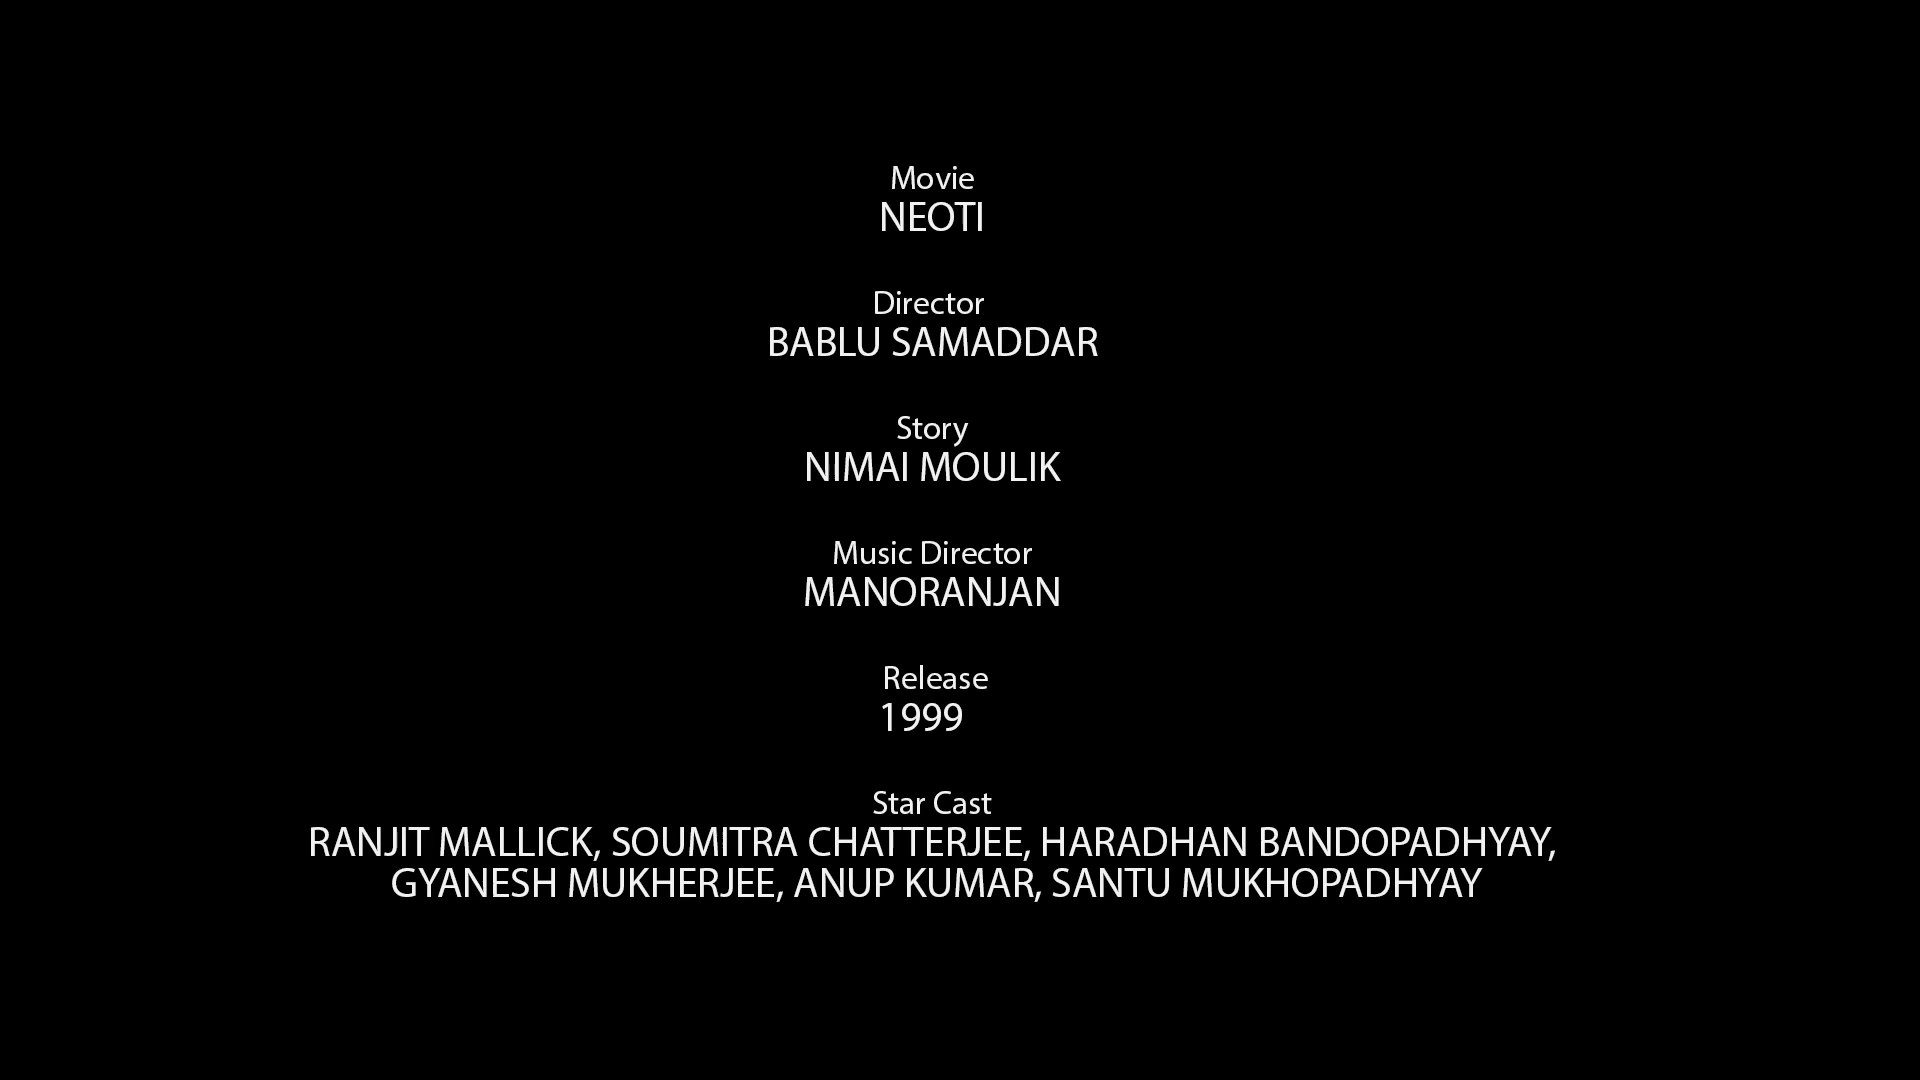 Movie
NEOTI
Director
BABLU SAMADDAR
Story
NIMAI MOULIK
Music Director
MANORANJAN
Release
1999
Star Cast
RANJIT MALLICK, SOUMITRA CHATTERJEE, HARADHAN BANDOPADHYAY,
GYANESH MUKHERJEE, ANUP KUMAR, SANTU MUKHOPADHYAY